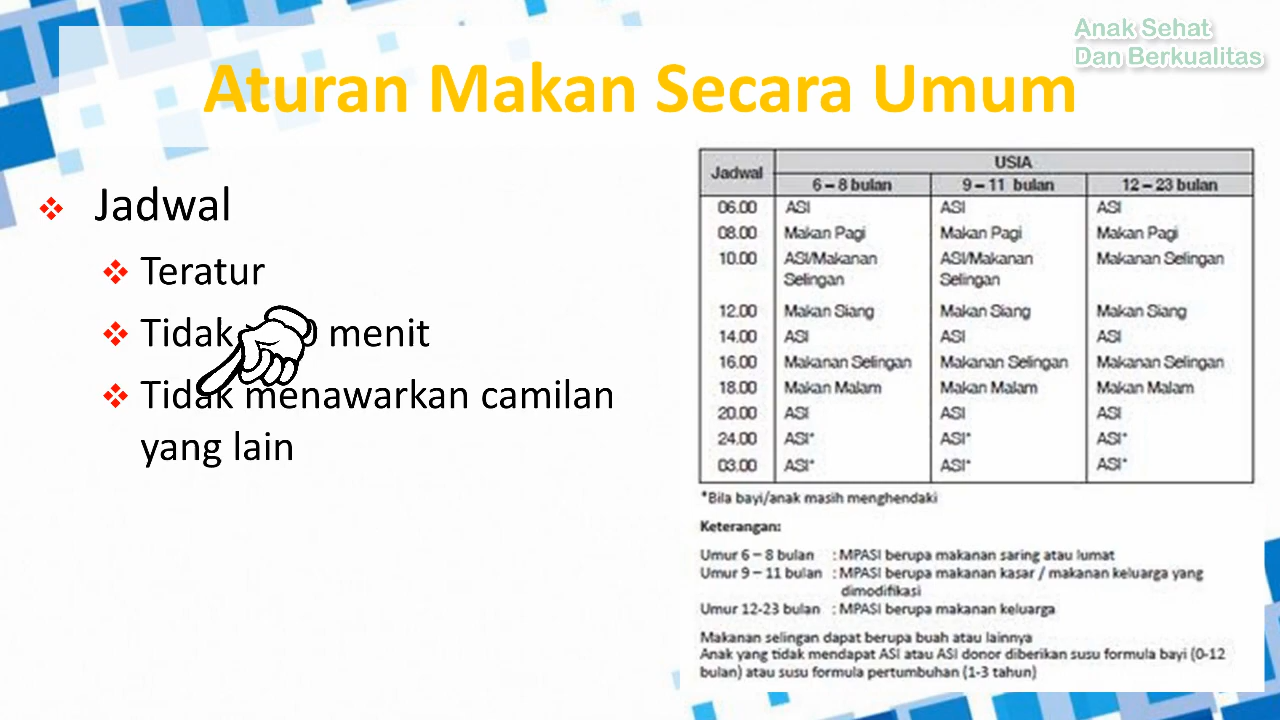 Anak Sehat
Dan Berkualitas
Aturan Makan Secara Umum
Jadwal
Teratur
Tidak menit
Tidak menawarkan camilan
yang lain
Jadwal USIA
6 – 8 bulan 9 – 11 bulan 12 – 23 bulan
06.00 ASI ASI ASI
08.00 Makan Pagi Makan Pagi Makan Pagi
10.00 ASI/Makanan ASI/Makanan Makanan Selingan
Selingan Selingan
12.00 Makan Siang Makan Siang Makan Siang
14.00 ASI ASI ASI
16.00 Makanan Selingan Makanan Selingan Makanan Selingan
18.00 Makan Malam Makan Malam Makan Malam
20.00 ASI ASI ASI
24.00 ASI* ASI* ASI*
03.00 ASI* ASI* ASI*
*Bila bayi/anak masih menghendaki
Keterangan:
Umur 6 – 8 bulan : MPASI berupa makanan saring atau lumat
Umur 9 – 11 bulan : MPASI berupa makanan kasar / makanan keluarga yang
dimodifikasi
Umur 12-23 bulan : MPASI berupa makanan keluarga
Makanan selingan dapat berupa buah atau lainnya
Anak yang tidak mendapat ASI atau ASI donor diberikan susu formula bayi (0-12
bulan) atau susu formula pertumbuhan (1-3 tahun)